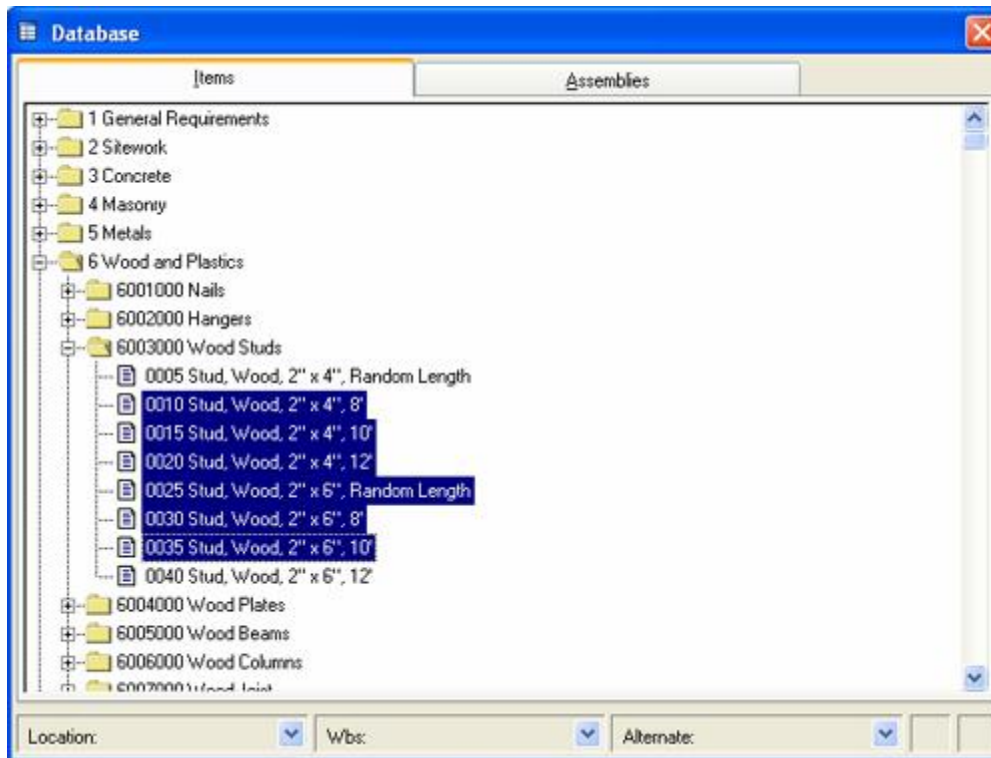 Database
Items
Assemblies
1 General Requirements
2 Sitework
3 Concrete
4 Masonry
5 Metals
6 Wood and Plastics
6001000 Nails
6002000 Hangers
6003000 Wood Studs
0005 Stud, Wood, 2" x 4", Random Length
0010 Stud, Wood, 2" x 4", 8'
0015 Stud, Wood, 2" x 4", 10'
0020 Stud, Wood, 2" x 4", 12'
0025 Stud, Wood, 2" x 6", Random Length
0030 Stud, Wood, 2" x 6", 8'
0035 Stud, Wood, 2" x 6", 10'
0040 Stud, Wood, 2" x 6", 12'
6004000 Wood Plates
6005000 Wood Beams
6006000 Wood Columns
6007000 Wood Joist
Location:
Wbs:
Alternate: